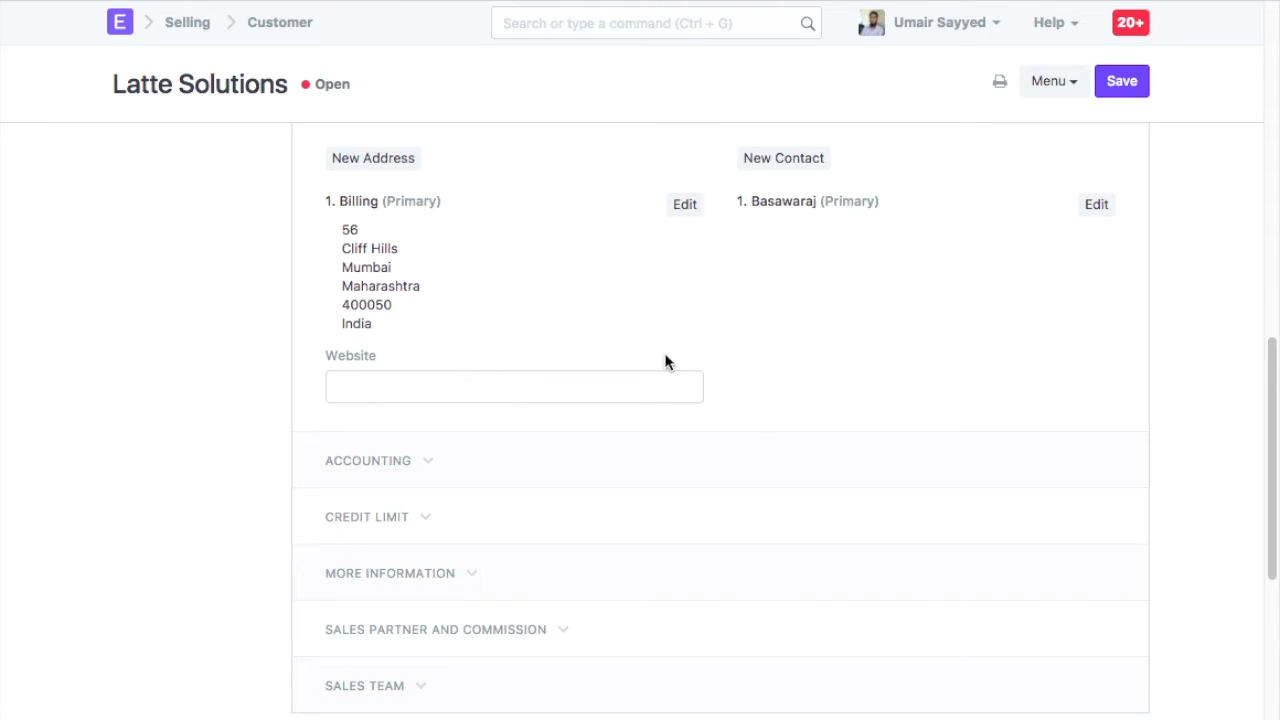 E Selling Customer Search or type a command (Ctrl + G) Umair Sayyed Help 20+
Latte Solutions Open Menu Save
New Address New Contact
1. Billing (Primary) Edit 1. Basawaraj (Primary) Edit
56
Cliff Hills
Mumbai
Maharashtra
400050
India
Website
ACCOUNTING
CREDIT LIMIT
MORE INFORMATION
SALES PARTNER AND COMMISSION
SALES TEAM